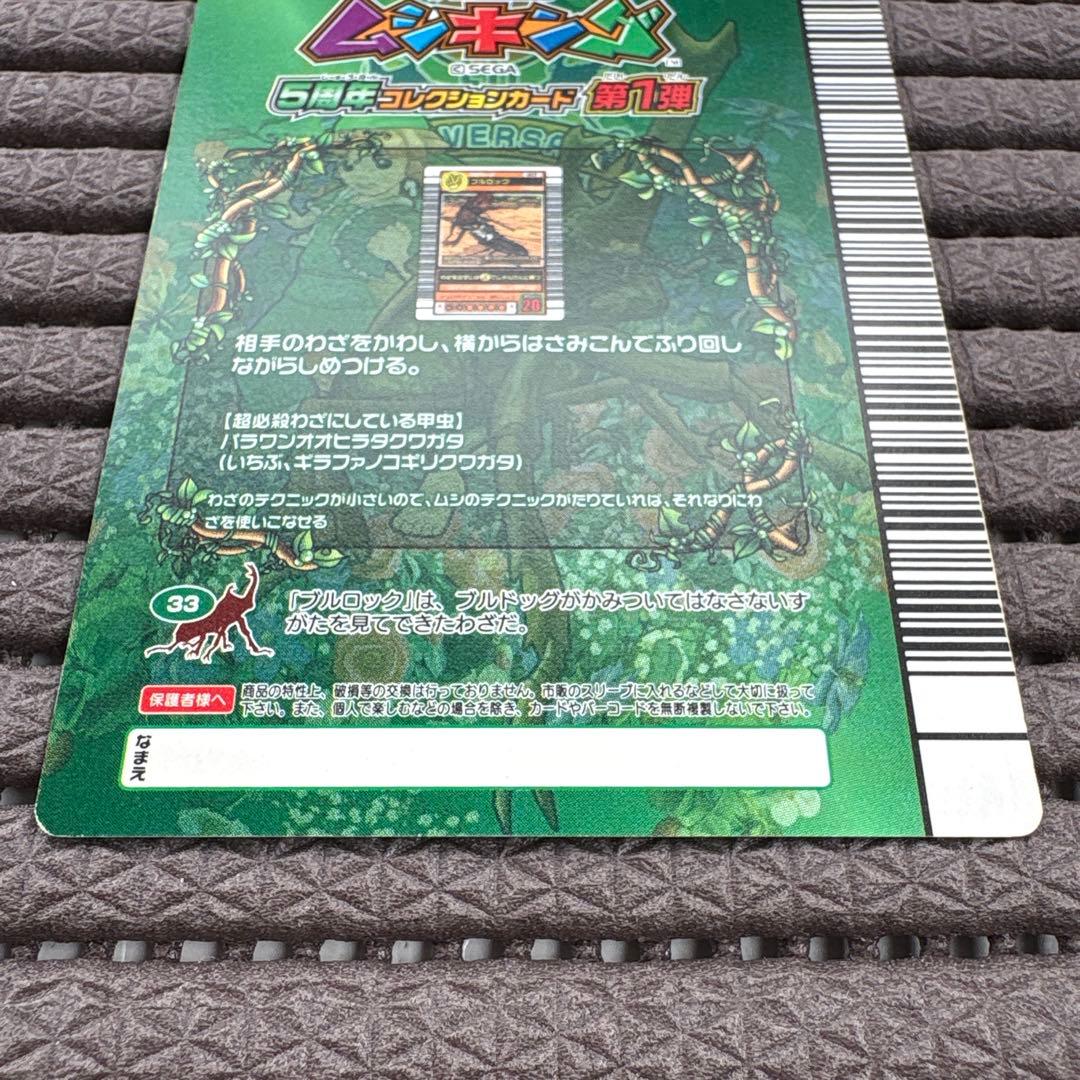 ムシキング
©SEGA TM
5周年コレクションカード 第1弾
ブルロック
20
相手のわざをかわし、横からはさみこんでふり回し
ながらしめつける。
【超必殺わざにしている甲虫】
パラワンオオヒラタクワガタ
(いちぶ、ギラファノコギリクワガタ)
わざのテクニックが小さいので、ムシのテクニックがたりていれば、それなりにわ
ざを使いこなせる
33
「ブルロック」は、ブルドッグがかみついてはなさないす
がたを見てできたわざだ。
保護者様へ
商品の特性上、破損等の交換は行っておりません。市販のスリーブに入れるなどして大切に扱って
下さい。また、個人で楽しむなどの場合を除き、カードやバーコードを無断複製しないで下さい。
なまえ